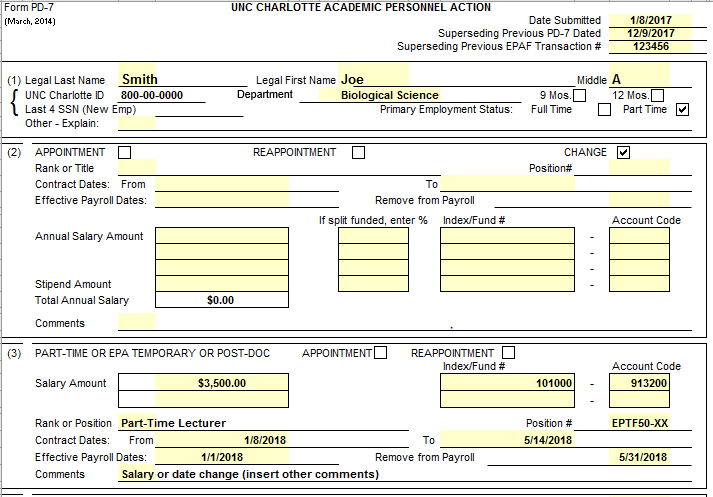 Form PD-7 UNC CHARLOTTE ACADEMIC PERSONNEL ACTION
(March, 2014) Date Submitted 1/8/2017
Superseding Previous PD-7 Dated 12/9/2017
Superseding Previous EPAF Transaction # 123456
(1) Legal Last Name Smith Legal First Name Joe Middle A
UNC Charlotte ID 800-00-0000 Department Biological Science 9 Mos. 12 Mos.
Last 4 SSN (New Emp) Primary Employment Status: Full Time Part Time
Other - Explain:
(2) APPOINTMENT REAPPOINTMENT CHANGE
Rank or Title Position#
Contract Dates: From To
Effective Payroll Dates: Remove from Payroll
If split funded, enter % Index/Fund # Account Code
Annual Salary Amount -
-
-
Stipend Amount -
Total Annual Salary $0.00
Comments .
(3) PART-TIME OR EPA TEMPORARY OR POST-DOC APPOINTMENT REAPPOINTMENT
Index/Fund # Account Code
Salary Amount $3,500.00 101000 - 913200
-
Rank or Position Part-Time Lecturer Position # EPTF50-XX
Contract Dates: From 1/8/2018 To 5/14/2018
Effective Payroll Dates: 1/1/2018 Remove from Payroll 5/31/2018
Comments Salary or date change (insert other comments)